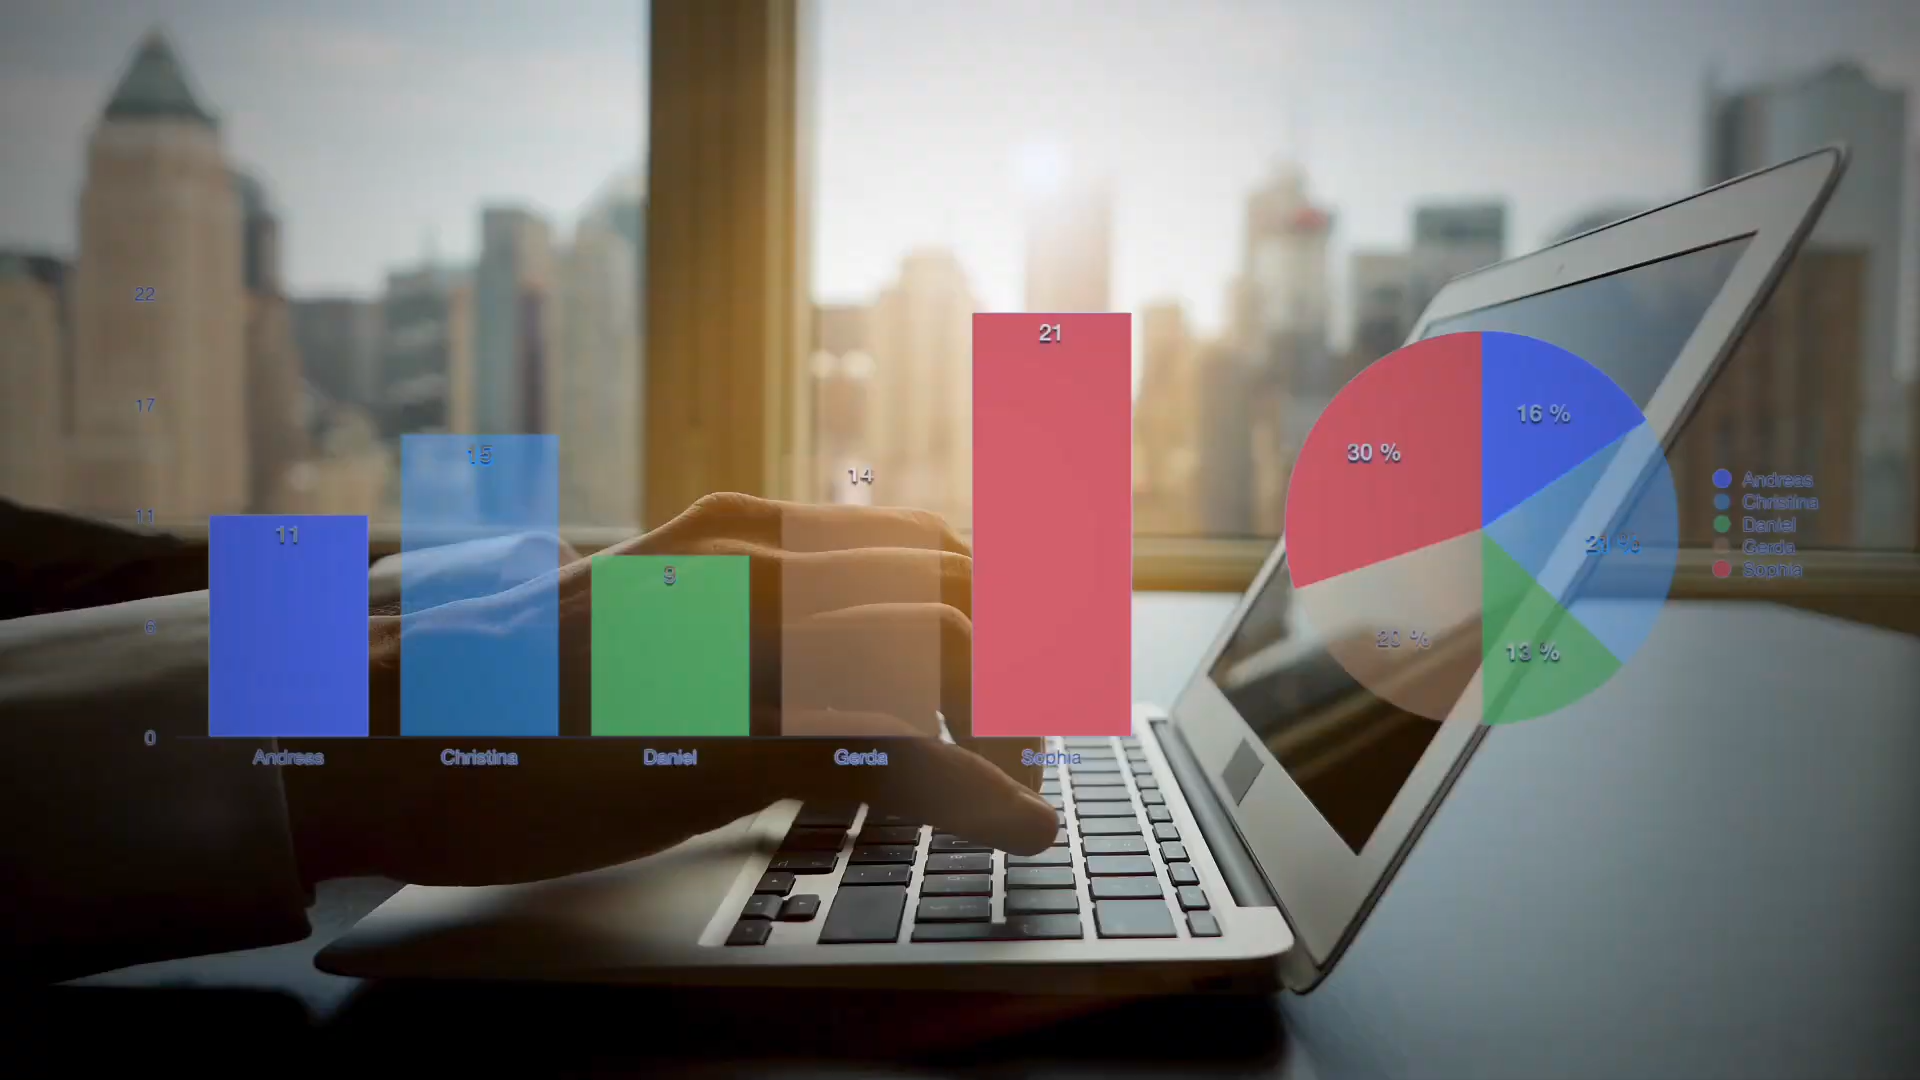 22
17
11
6
0
11
15
9
14
21
Andreas
Christina
Daniel
Gerda
Sophia
16 %
21 %
13 %
20 %
30 %
Andreas
Christina
Daniel
Gerda
Sophia